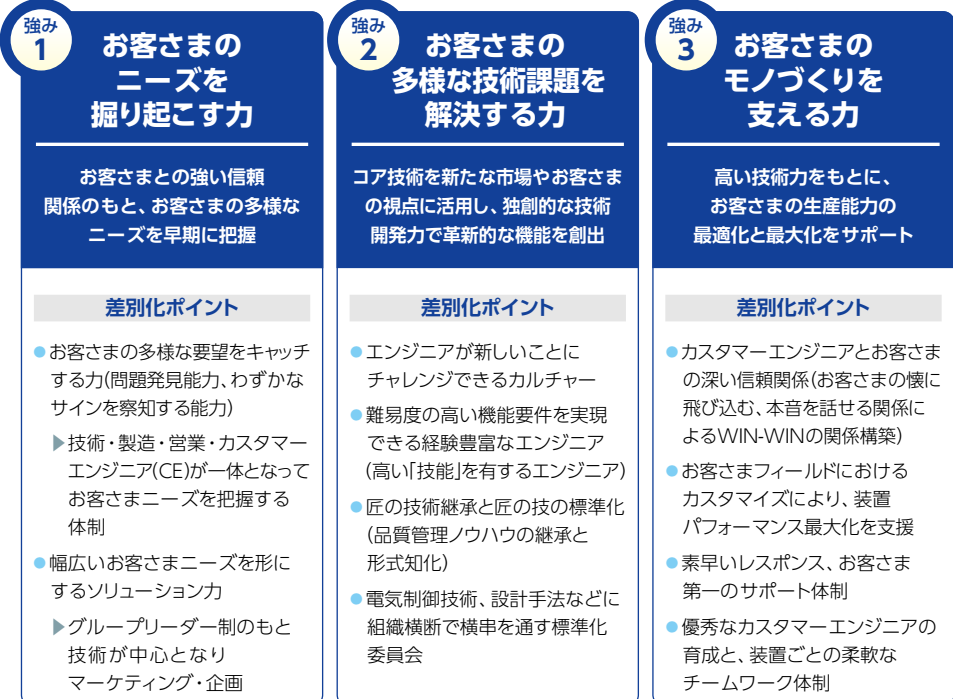 強み
1
お客さまの
ニーズを
掘り起こす力
お客さまとの強い信頼
関係のもと、お客さまの多様な
ニーズを早期に把握
差別化ポイント
●お客さまの多様な要望をキャッチ
する力(問題発見能力、わずかな
サインを察知する能力)
▶技術・製造・営業・カスタマー
エンジニア(CE)が一体となって
お客さまニーズを把握する
体制
●幅広いお客さまニーズを形に
するソリューション力
▶グループリーダー制のもと
技術が中心となり
マーケティング・企画
強み
2
お客さまの
多様な技術課題を
解決する力
コア技術を新たな市場やお客さま
の視点に活用し、独創的な技術
開発力で革新的な機能を創出
差別化ポイント
●エンジニアが新しいことに
チャレンジできるカルチャー
●難易度の高い機能要件を実現
できる経験豊富なエンジニア
(高い「技能」を有するエンジニア)
●匠の技術継承と匠の技の標準化
(品質管理ノウハウの継承と
形式知化)
●電気制御技術、設計手法などに
組織横断で横串を通す標準化
委員会
強み
3
お客さまの
モノづくりを
支える力
高い技術力をもとに、
お客さまの生産能力の
最適化と最大化をサポート
差別化ポイント
●カスタマーエンジニアとお客さま
の深い信頼関係(お客さまの懐に
飛び込む、本音を話せる関係に
よるWIN-WINの関係構築)
●お客さまフィールドにおける
カスタマイズにより、装置
パフォーマンス最大化を支援
●素早いレスポンス、お客さま
第一のサポート体制
●優秀なカスタマーエンジニアの
育成と、装置ごとの柔軟な
チームワーク体制